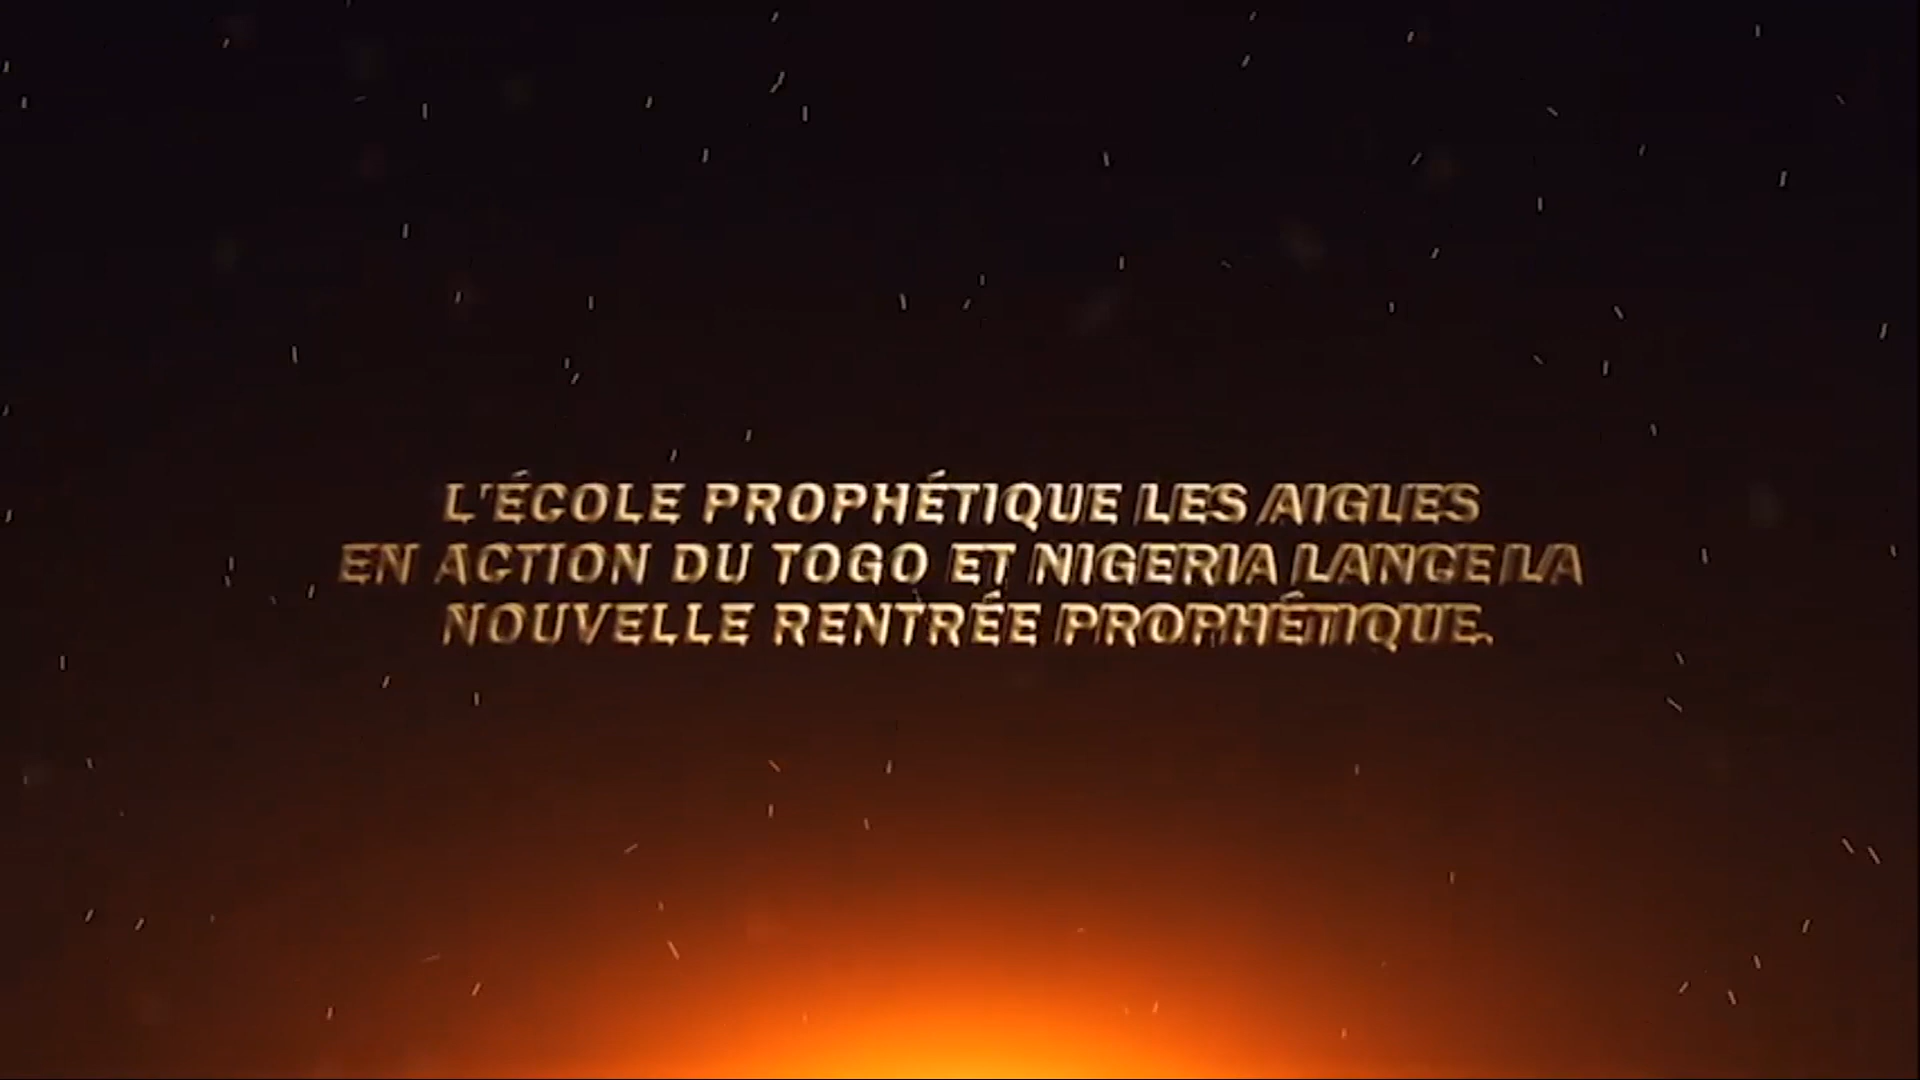 L'ÉCOLE PROPHÉTIQUE LES AIGLES
EN ACTION DU TOGO ET NIGERIA LANCE LA
NOUVELLE RENTRÉE PROPHÉTIQUE.